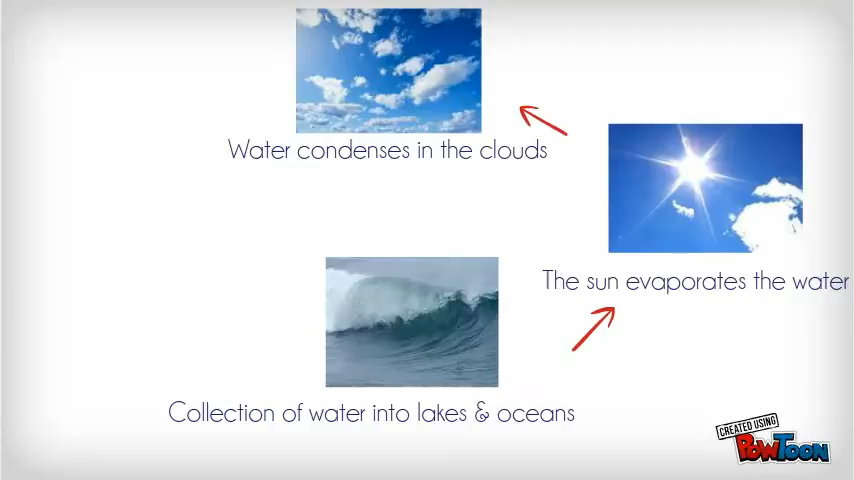 Water condenses in the clouds
The sun evaporates the water
Collection of water into lakes & oceans
CREATED USING
POWTOON